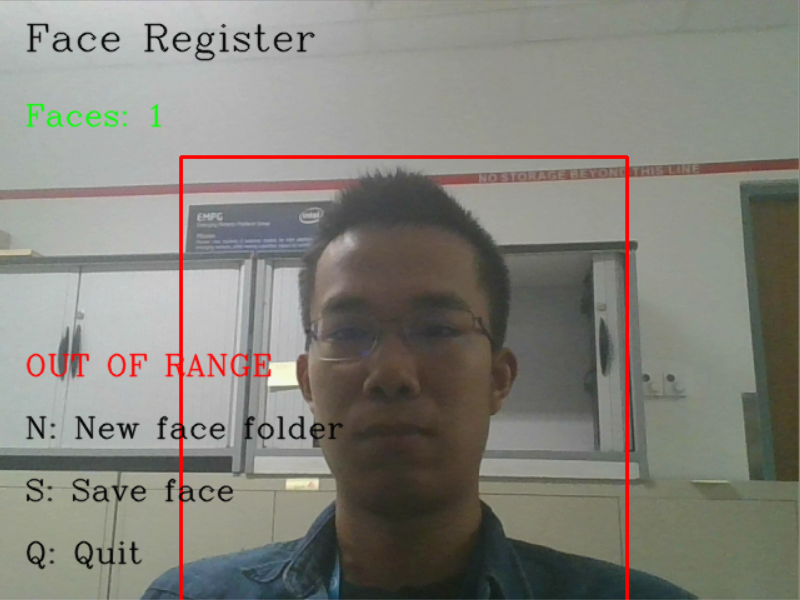 Face Register
Faces: 1
NO STORAGE BEYOND THIS LINE
EMPG
intel
OUT OF RANGE
N: New face folder
S: Save face
Q: Quit